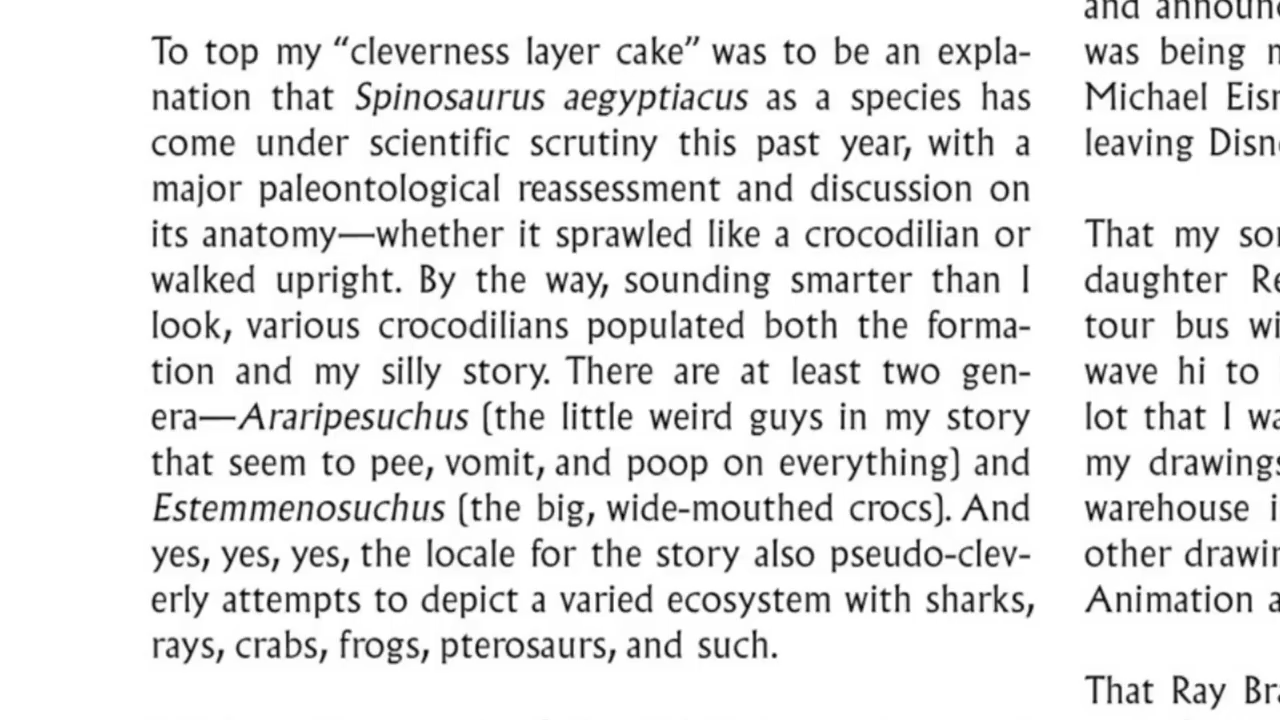 To top my “cleverness layer cake” was to be an expla-
nation that Spinosaurus aegyptiacus as a species has
come under scientific scrutiny this past year, with a
major paleontological reassessment and discussion on
its anatomy—whether it sprawled like a crocodilian or
walked upright. By the way, sounding smarter than I
look, various crocodilians populated both the forma-
tion and my silly story. There are at least two gen-
era—Araripesuchus (the little weird guys in my story
that seem to pee, vomit, and poop on everything) and
Estemmenosuchus (the big, wide-mouthed crocs). And
yes, yes, yes, the locale for the story also pseudo-clev-
erly attempts to depict a varied ecosystem with sharks,
rays, crabs, frogs, pterosaurs, and such.
and
was being
Michael
leaving
That my
daughter
tour bus
wave hi to
lot that I
my drawings
warehouse
other
Animation
That Ray